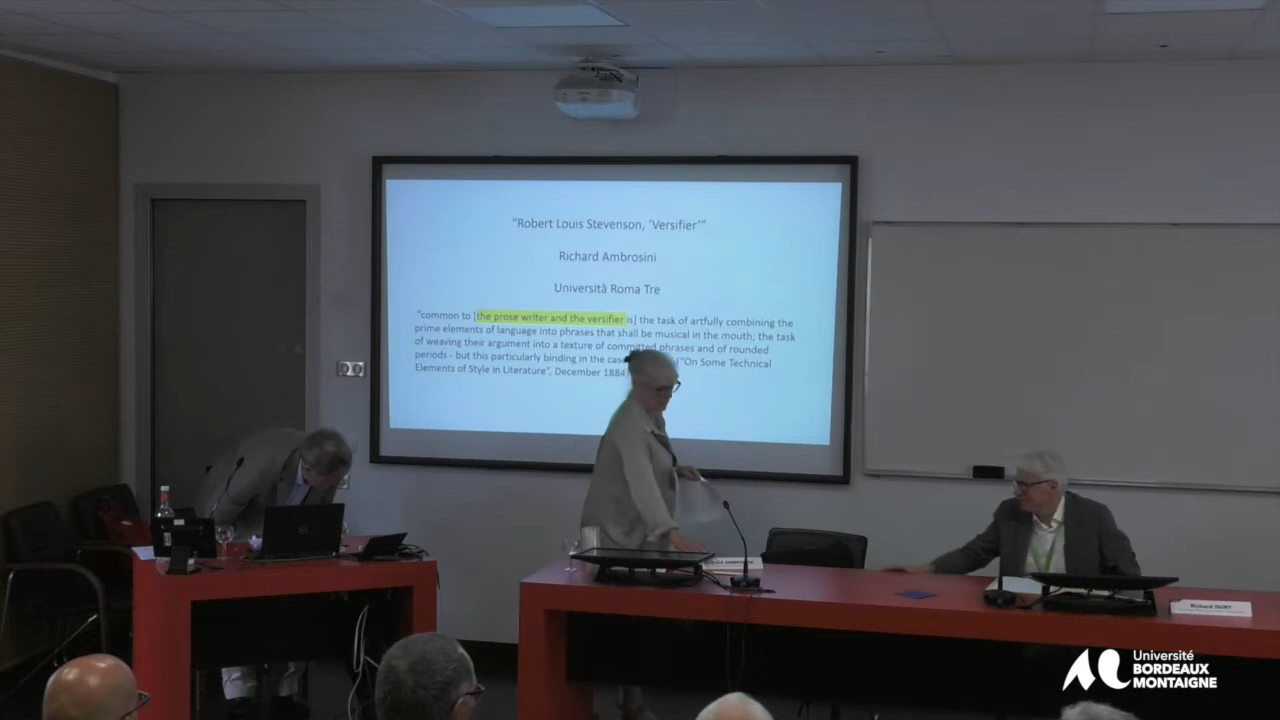 "Robert Louis Stevenson, 'Versifier'"
Richard Ambrosini
Università Roma Tre
"common to [the prose writer and the versifier is] the task of artfully combining the
prime elements of language into phrases that shall be musical in the mouth; the task
of weaving their argument into a texture of committed phrases and of rounded
periods - but this particularly binding in the case ("On Some Technical
Elements of Style in Literature", December 1884
Richard DURY
Université
BORDEAUX
MONTAIGNE